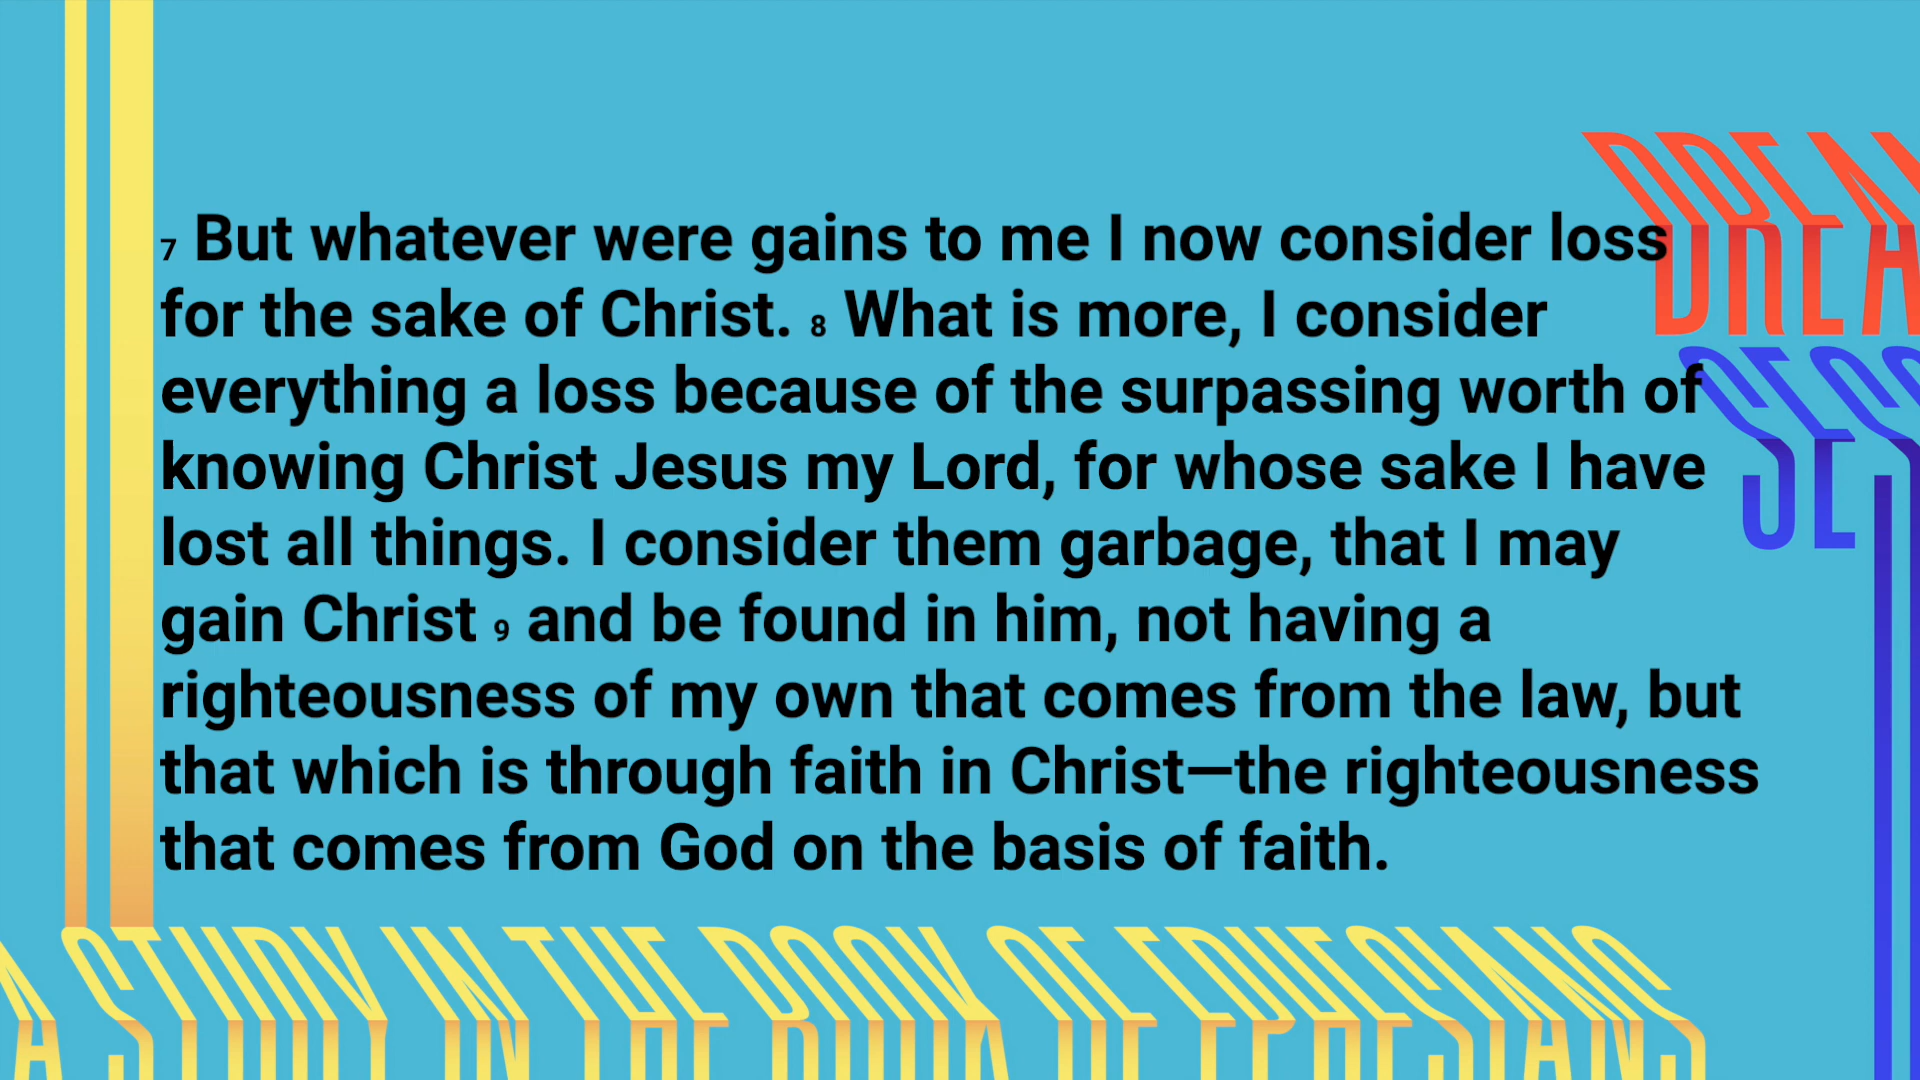 7 But whatever were gains to me I now consider loss
for the sake of Christ. 8 What is more, I consider
everything a loss because of the surpassing worth of
knowing Christ Jesus my Lord, for whose sake I have
lost all things. I consider them garbage, that I may
gain Christ 9 and be found in him, not having a
righteousness of my own that comes from the law, but
that which is through faith in Christ—the righteousness
that comes from God on the basis of faith.
A STUDY IN THE BOOK OF EPHESIANS